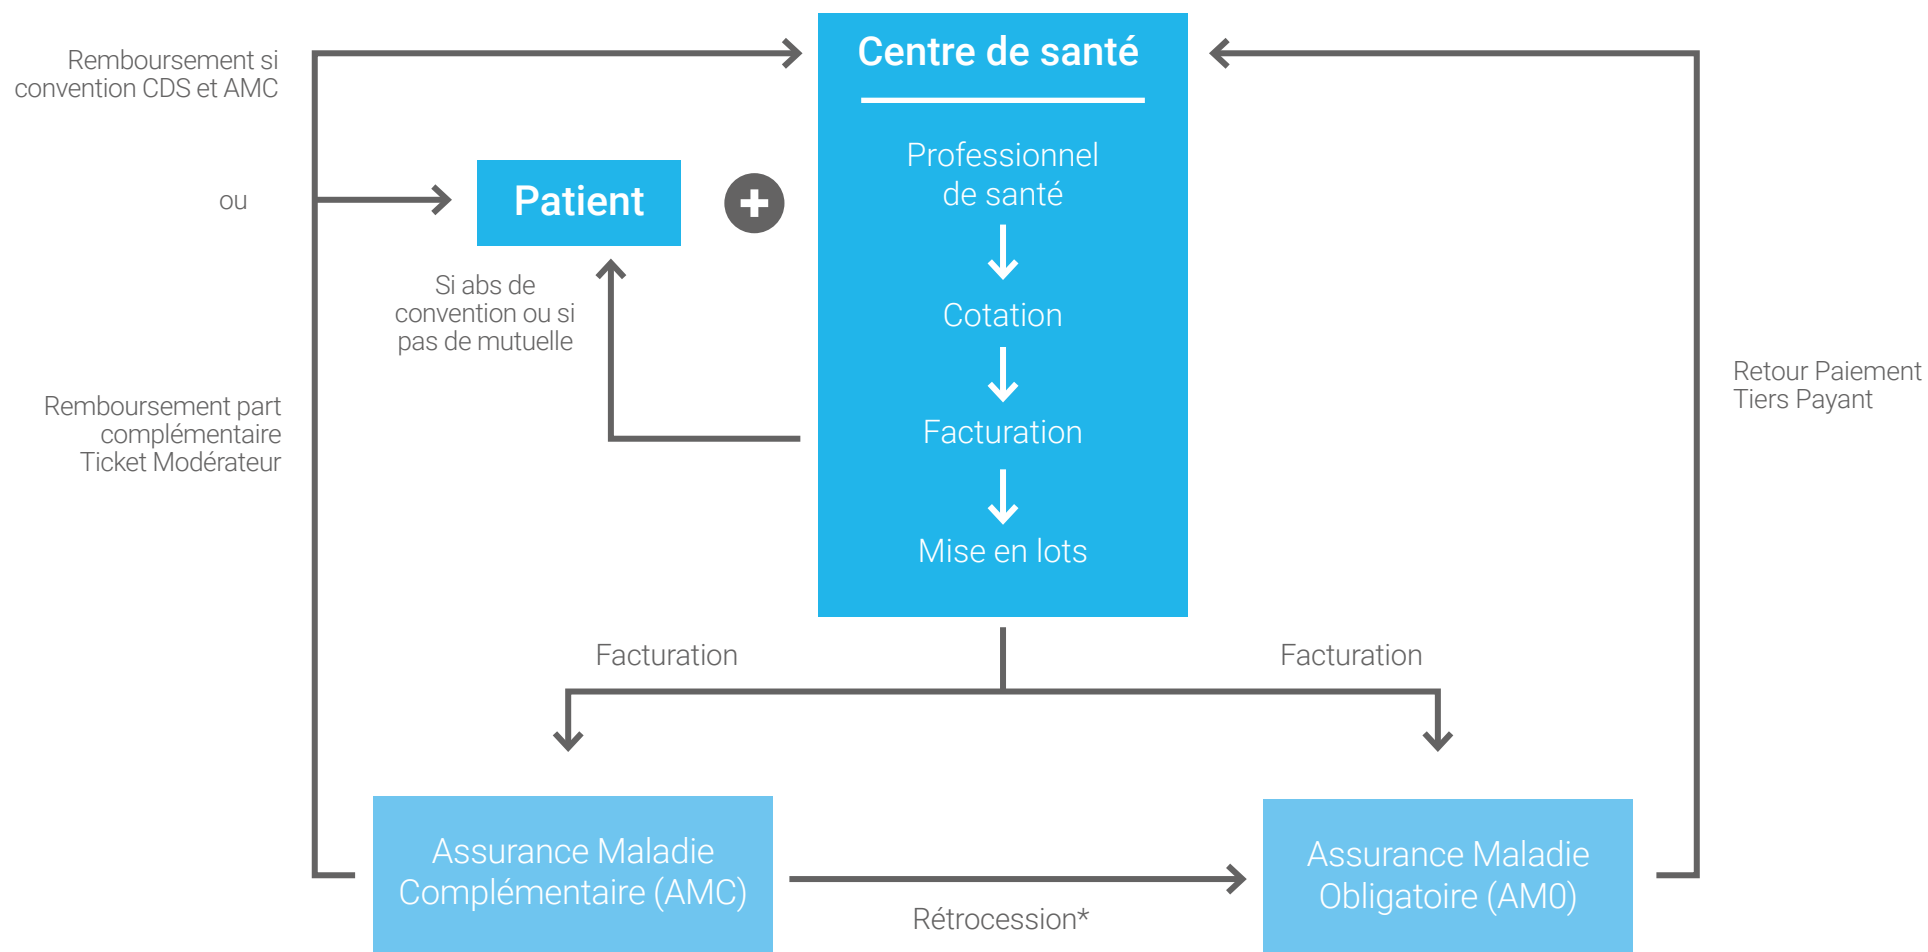 Remboursement si
convention CDS et AMC
ou
Remboursement part
complémentaire
Ticket Modérateur
Patient
Si abs de
convention ou si
pas de mutuelle
Centre de santé
Professionnel
de santé
Cotation
Facturation
Mise en lots
Retour Paiement
Tiers Payant
Facturation
Facturation
Assurance Maladie
Complémentaire (AMC)
Rétrocession*
Assurance Maladie
Obligatoire (AM0)